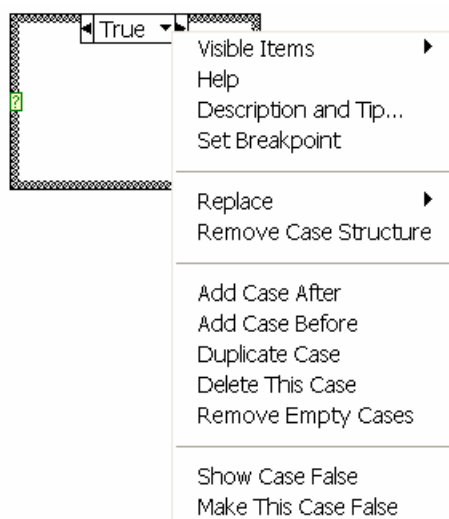 True
?
Visible Items
Help
Description and Tip...
Set Breakpoint
Replace
Remove Case Structure
Add Case After
Add Case Before
Duplicate Case
Delete This Case
Remove Empty Cases
Show Case False
Make This Case False